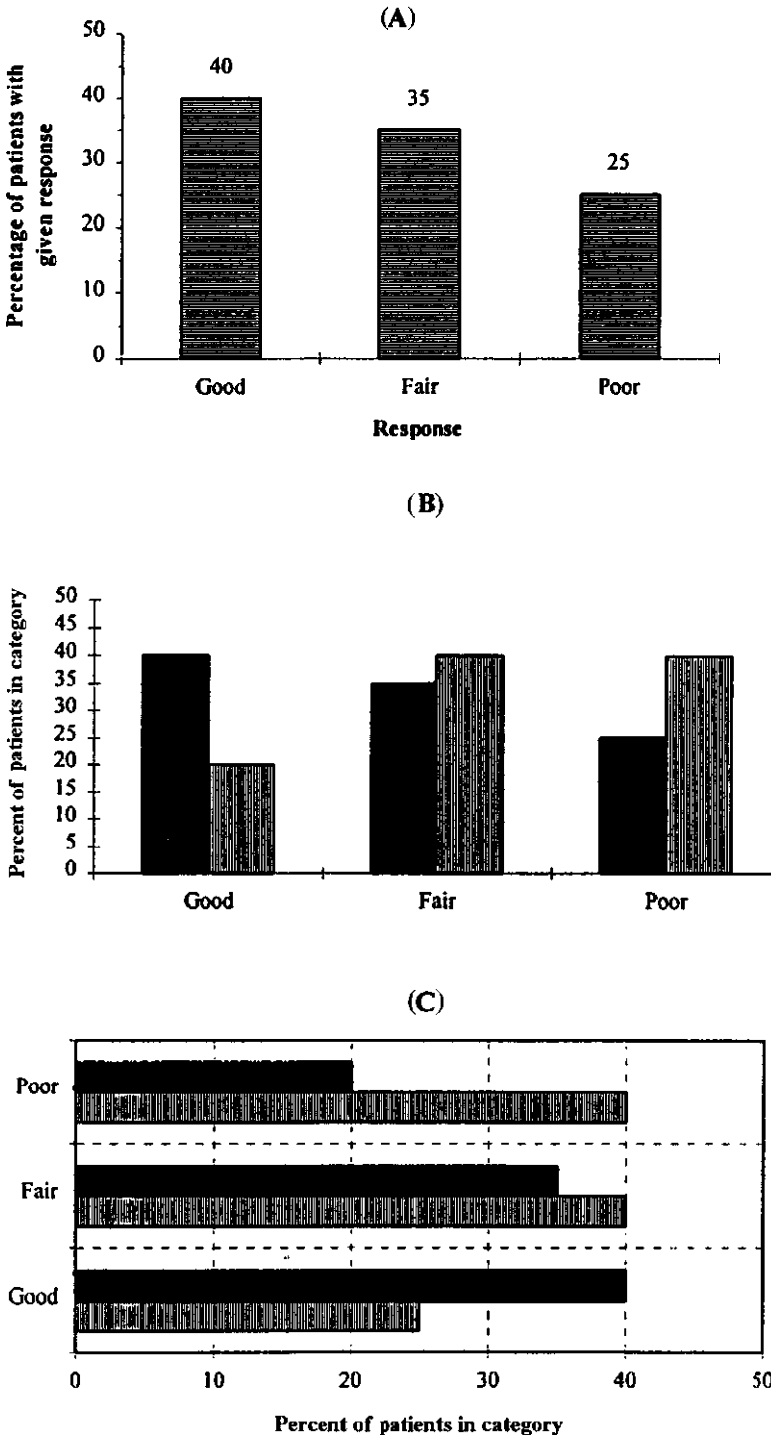 (A)
Percentage of patients with
given response
50
40
30
20
10
0
40
35
25
Good Fair Poor
Response
(B)
Percent of patients in category
50
45
40
35
30
25
20
15
10
5
0
Good Fair Poor
(C)
Poor
Fair
Good
0 10 20 30 40 50
Percent of patients in category